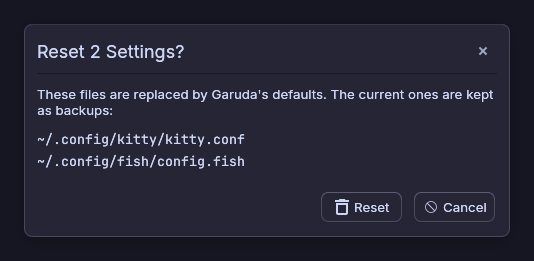 Reset 2 Settings?
These files are replaced by Garuda's defaults. The current ones are kept
as backups:
~/.config/kitty/kitty.conf
~/.config/fish/config.fish
Reset
Cancel